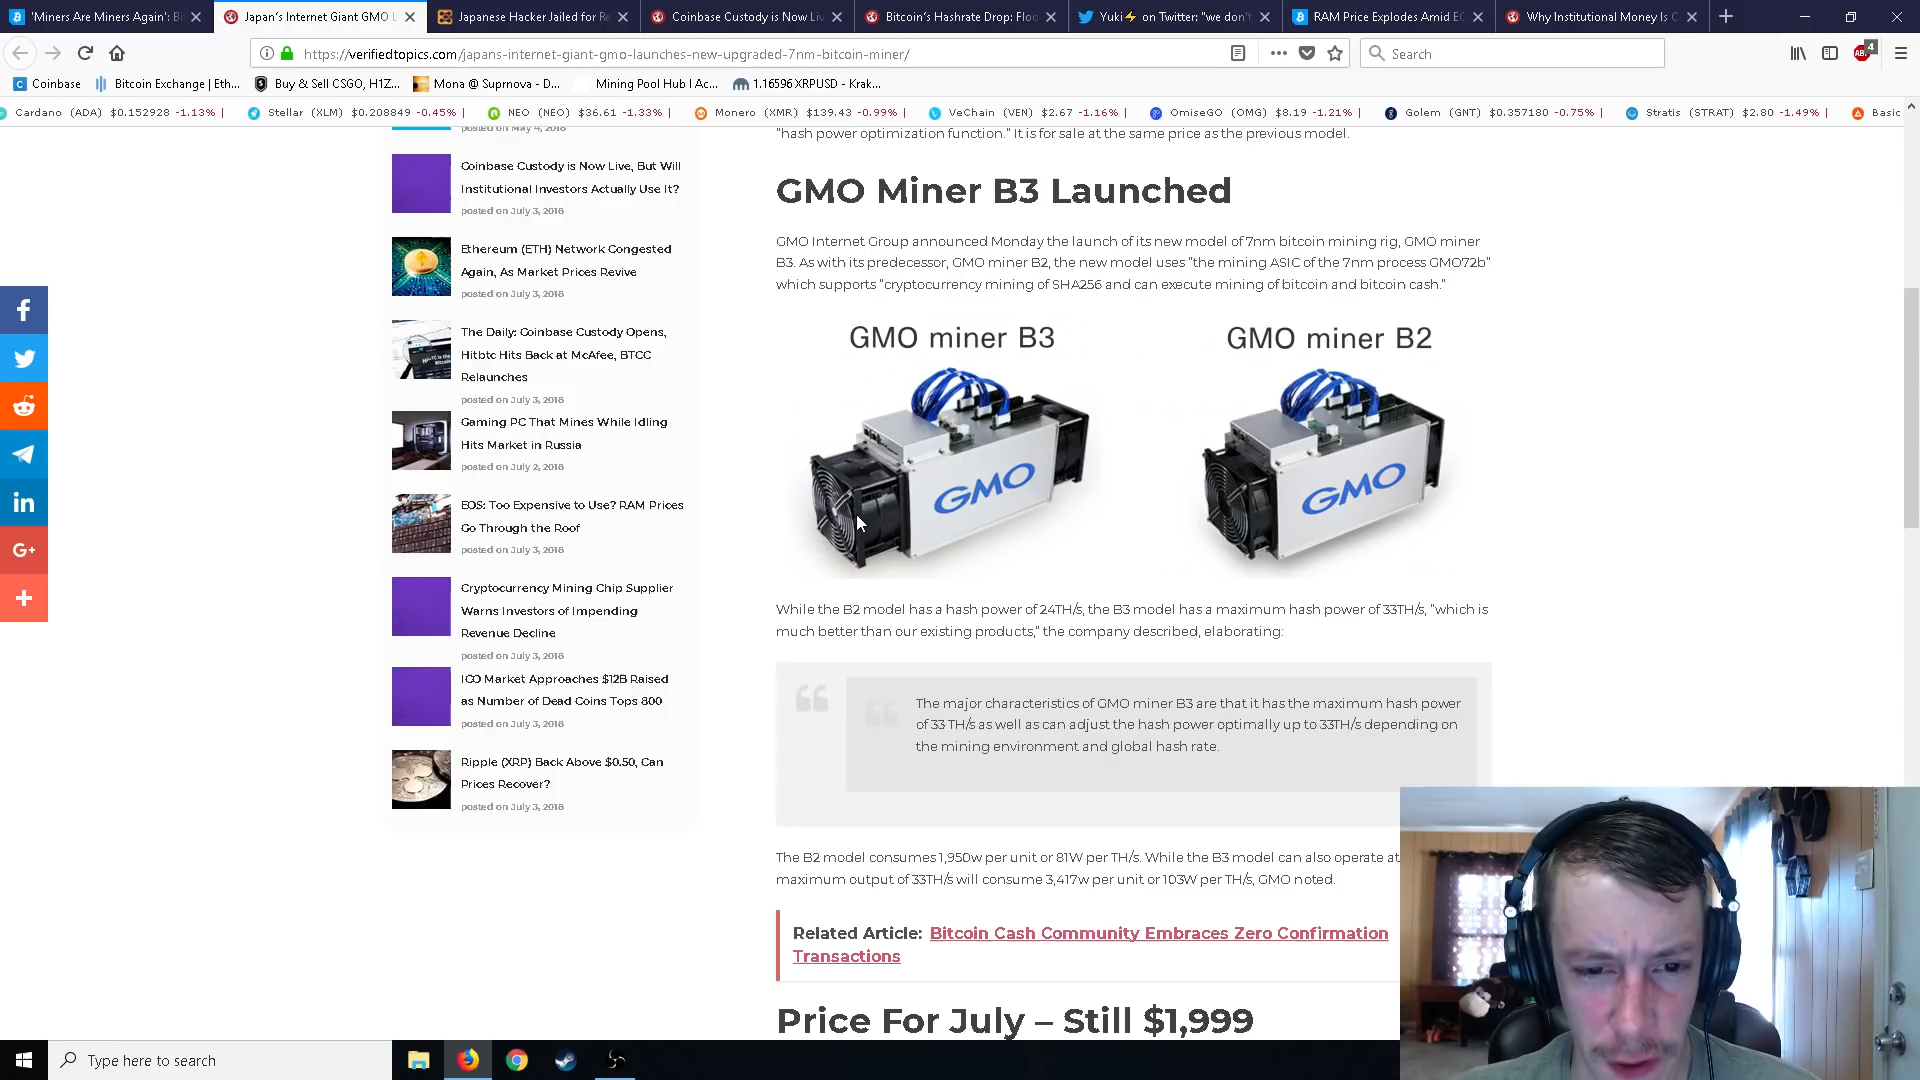 'Miners Are Miners Again': B
Japan's Internet Giant GMO L
Japanese Hacker Jailed for Re
Coinbase Custody is Now Liv
Bitcoin's Hashrate Drop: Floo
Yuki⚡ on Twitter: "we don'
RAM Price Explodes Amid EO
Why Institutional Money Is C
https://verifiedtopics.com/japans-internet-giant-gmo-launches-new-upgraded-7nm-bitcoin-miner/
Search
4
Coinbase
Bitcoin Exchange | Eth...
Buy & Sell CSGO, H1Z...
Mona @ Suprnova - D...
Mining Pool Hub | Ac...
1.16596 XRPUSD - Krak...
Cardano (ADA) $0.152928 -1.13% |
Stellar (XLM) $0.208849 -0.45% |
NEO (NEO) $36.61 -1.33% |
Monero (XMR) $139.43 -0.99% |
VeChain (VEN) $2.67 -1.16% |
OmiseGO (OMG) $8.19 -1.21% |
Golem (GNT) $0.357180 -0.75% |
Stratis (STRAT) $2.80 -1.49% |
Basic
posted on May 4, 2018
Coinbase Custody is Now Live, But Will
Institutional Investors Actually Use It?
posted on July 3, 2018
Ethereum (ETH) Network Congested
Again, As Market Prices Revive
posted on July 3, 2018
The Daily: Coinbase Custody Opens,
Hitbtc Hits Back at McAfee, BTCC
Relaunches
posted on July 3, 2018
Gaming PC That Mines While Idling
Hits Market in Russia
posted on July 2, 2018
EOS: Too Expensive to Use? RAM Prices
Go Through the Roof
posted on July 3, 2018
Cryptocurrency Mining Chip Supplier
Warns Investors of Impending
Revenue Decline
posted on July 3, 2018
ICO Market Approaches $12B Raised
as Number of Dead Coins Tops 800
posted on July 3, 2018
Ripple (XRP) Back Above $0.50, Can
Prices Recover?
posted on July 3, 2018
"hash power optimization function." It is for sale at the same price as the previous model.
GMO Miner B3 Launched
GMO Internet Group announced Monday the launch of its new model of 7nm bitcoin mining rig, GMO miner
B3. As with its predecessor, GMO miner B2, the new model uses "the mining ASIC of the 7nm process GMO72b"
which supports "cryptocurrency mining of SHA256 and can execute mining of bitcoin and bitcoin cash."
GMO miner B3
GMO miner B2
GMO
GMO
While the B2 model has a hash power of 24TH/s, the B3 model has a maximum hash power of 33TH/s, "which is
much better than our existing products," the company described, elaborating:
The major characteristics of GMO miner B3 are that it has the maximum hash power
of 33 TH/s as well as can adjust the hash power optimally up to 33TH/s depending on
the mining environment and global hash rate.
The B2 model consumes 1,950w per unit or 81W per TH/s. While the B3 model can also operate at
maximum output of 33TH/s will consume 3,417w per unit or 103W per TH/s, GMO noted.
Related Article: Bitcoin Cash Community Embraces Zero Confirmation
Transactions
Price For July – Still $1,999
Type here to search